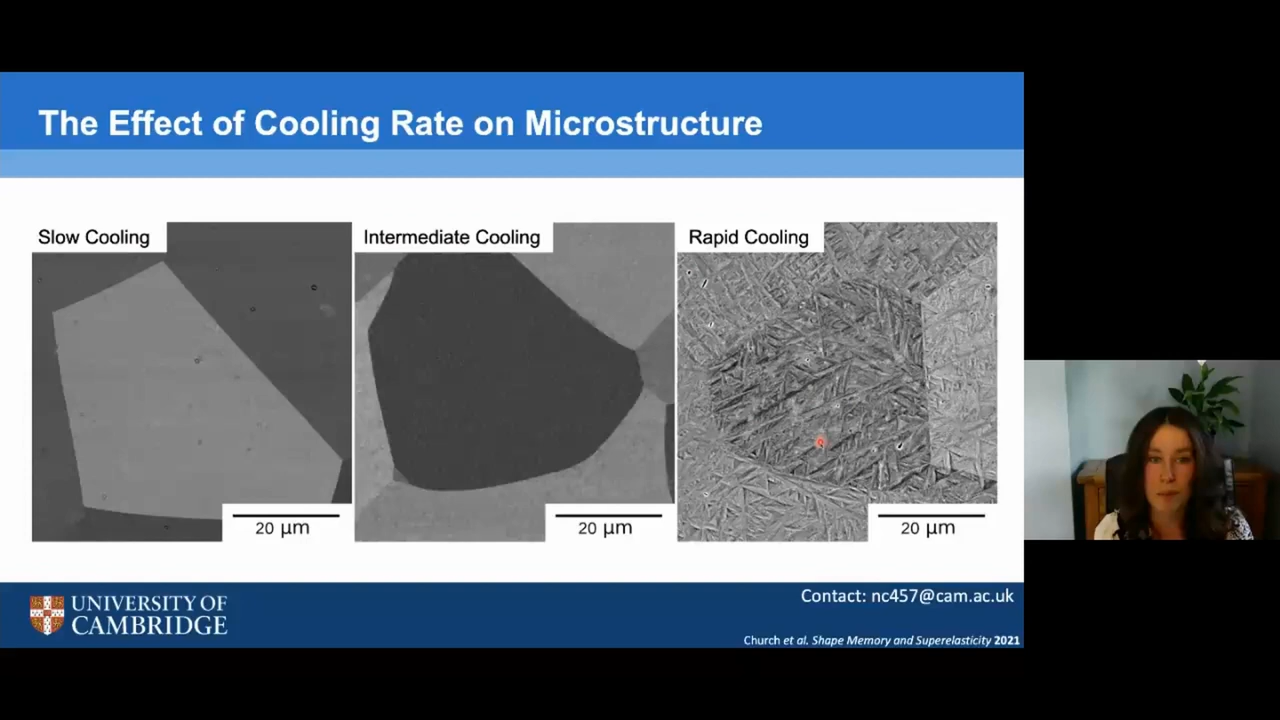 The Effect of Cooling Rate on Microstructure
Slow Cooling
Intermediate Cooling
Rapid Cooling
20 μm
20 μm
20 μm
UNIVERSITY OF
CAMBRIDGE
Contact: nc457@cam.ac.uk
Church et al. Shape Memory and Superelasticity 2021